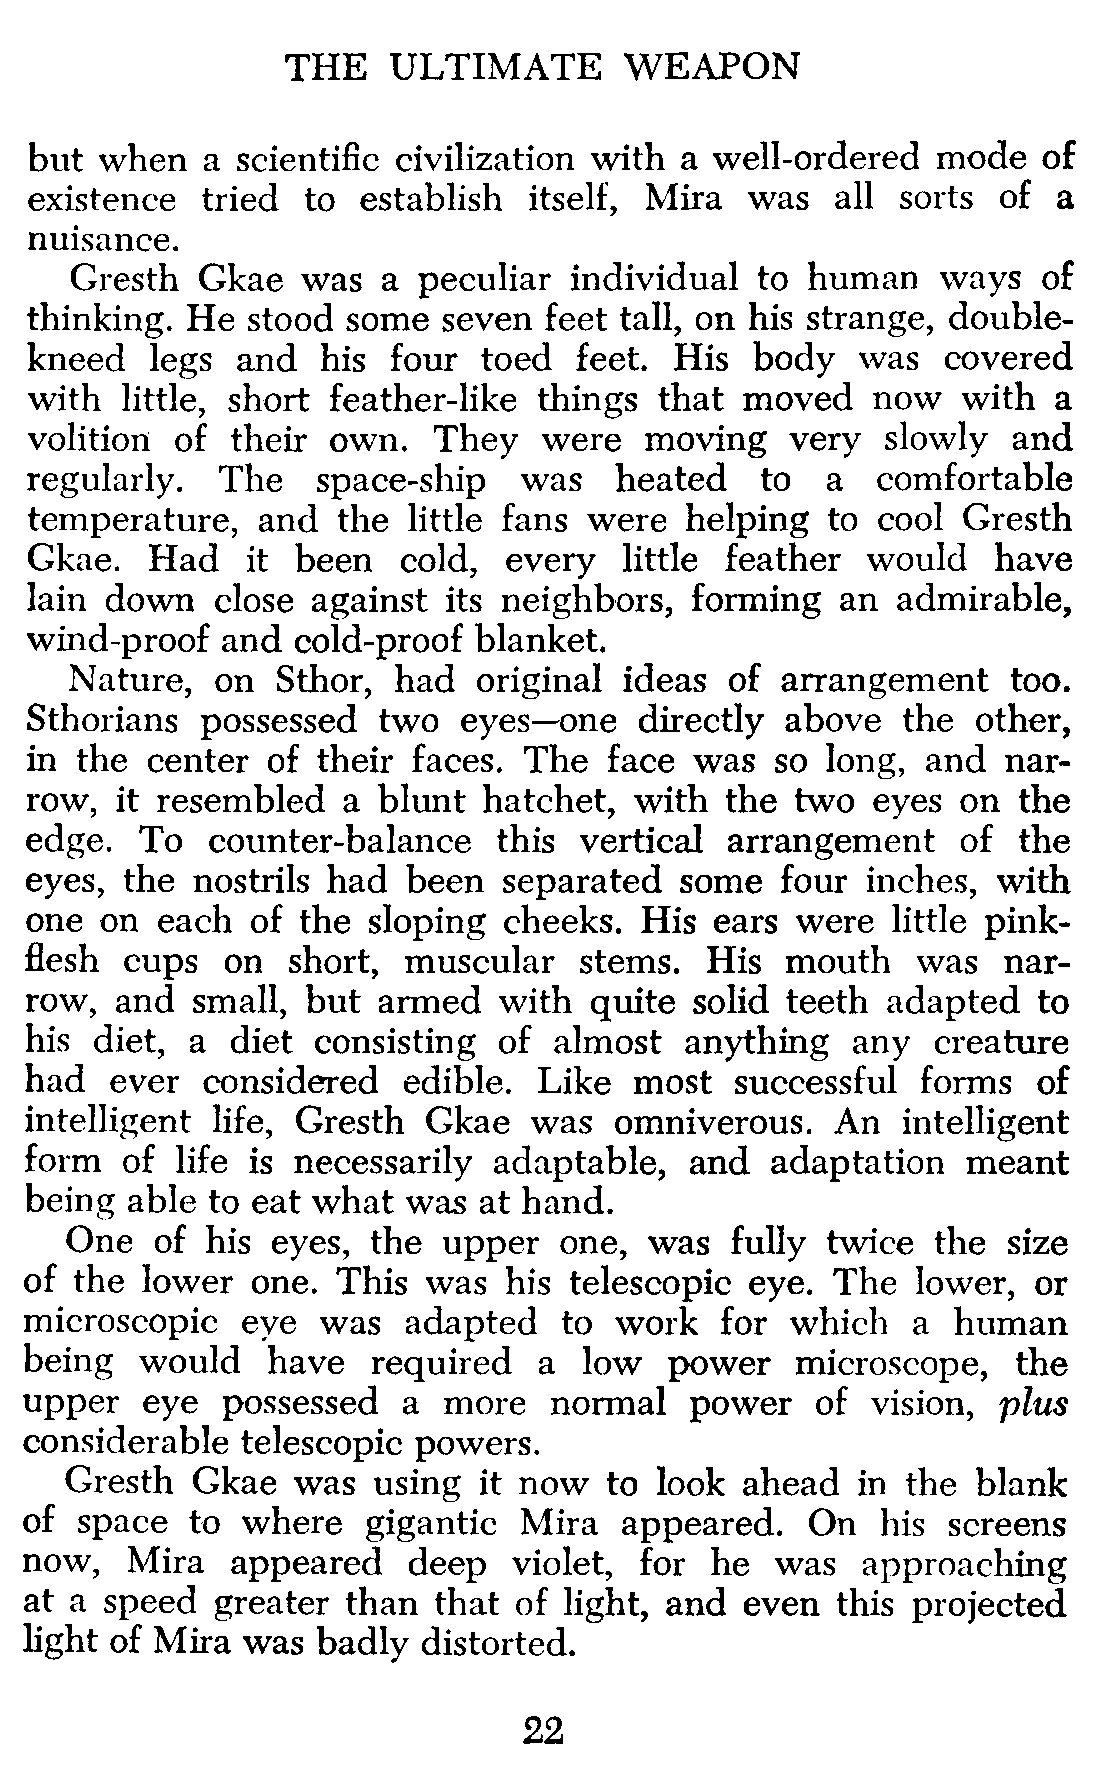 THE ULTIMATE WEAPON
but when a scientific civilization with a well-ordered mode of
existence tried to establish itself, Mira was all sorts of a
nuisance.
Gresth Gkae was a peculiar individual to human ways of
thinking. He stood some seven feet tall, on his strange, double-
kneed legs and his four toed feet. His body was covered
with little, short feather-like things that moved now with a
volition of their own. They were moving very slowly and
regularly. The space-ship was heated to a comfortable
temperature, and the little fans were helping to cool Gresth
Gkae. Had it been cold, every little feather would have
lain down close against its neighbors, forming an admirable,
wind-proof and cold-proof blanket.
Nature, on Sthor, had original ideas of arrangement too.
Sthorians possessed two eyes—one directly above the other,
in the center of their faces. The face was so long, and nar-
row, it resembled a blunt hatchet, with the two eyes on the
edge. To counter-balance this vertical arrangement of the
eyes, the nostrils had been separated some four inches, with
one on each of the sloping cheeks. His ears were little pink-
flesh cups on short, muscular stems. His mouth was nar-
row, and small, but armed with quite solid teeth adapted to
his diet, a diet consisting of almost anything any creature
had ever considered edible. Like most successful forms of
intelligent life, Gresth Gkae was omniverous. An intelligent
form of life is necessarily adaptable, and adaptation meant
being able to eat what was at hand.
One of his eyes, the upper one, was fully twice the size
of the lower one. This was his telescopic eye. The lower, or
microscopic eye was adapted to work for which a human
being would have required a low power microscope, the
upper eye possessed a more normal power of vision, plus
considerable telescopic powers.
Gresth Gkae was using it now to look ahead in the blank
of space to where gigantic Mira appeared. On his screens
now, Mira appeared deep violet, for he was approaching
at a speed greater than that of light, and even this projected
light of Mira was badly distorted.
22